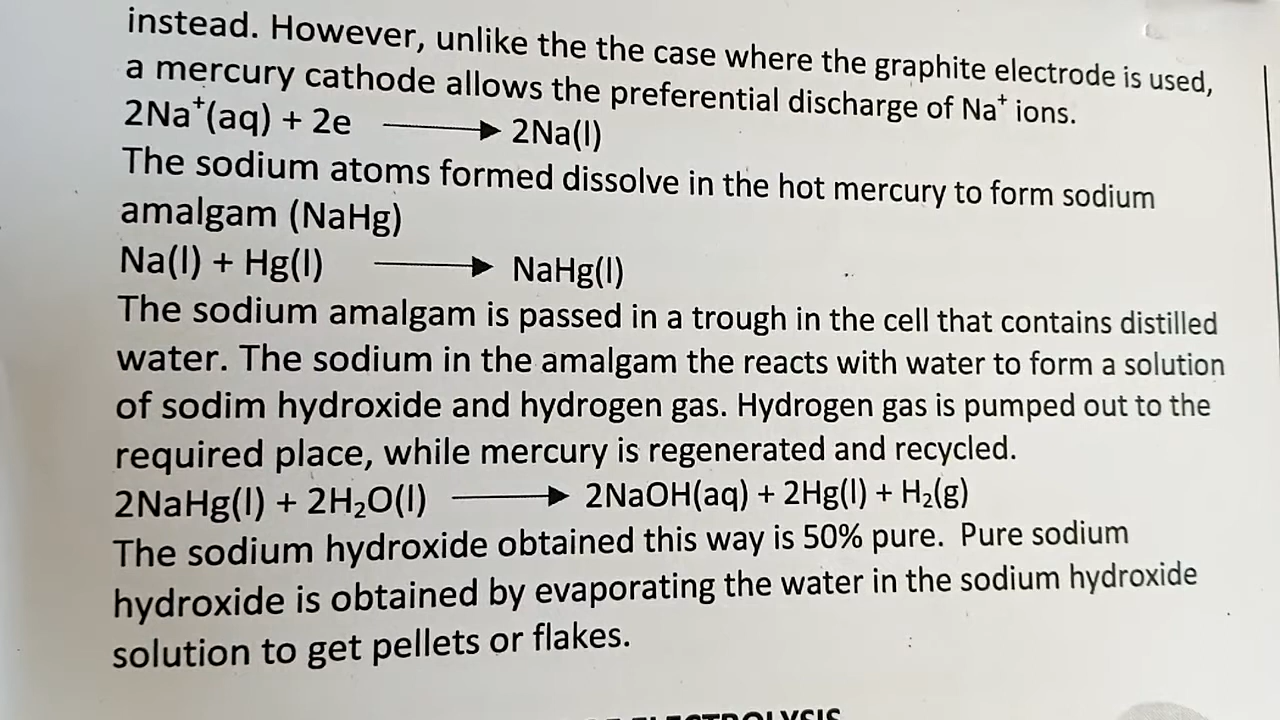 instead. However, unlike the the case where the graphite electrode is used,
a mercury cathode allows the preferential discharge of Na⁺ ions.
2Na⁺(aq) + 2e ⟶ 2Na(l)
The sodium atoms formed dissolve in the hot mercury to form sodium
amalgam (NaHg)
Na(l) + Hg(l) ⟶ NaHg(l)
The sodium amalgam is passed in a trough in the cell that contains distilled
water. The sodium in the amalgam the reacts with water to form a solution
of sodim hydroxide and hydrogen gas. Hydrogen gas is pumped out to the
required place, while mercury is regenerated and recycled.
2NaHg(l) + 2H₂O(l) ⟶ 2NaOH(aq) + 2Hg(l) + H₂(g)
The sodium hydroxide obtained this way is 50% pure. Pure sodium
hydroxide is obtained by evaporating the water in the sodium hydroxide
solution to get pellets or flakes.
ELECTROLYSIS